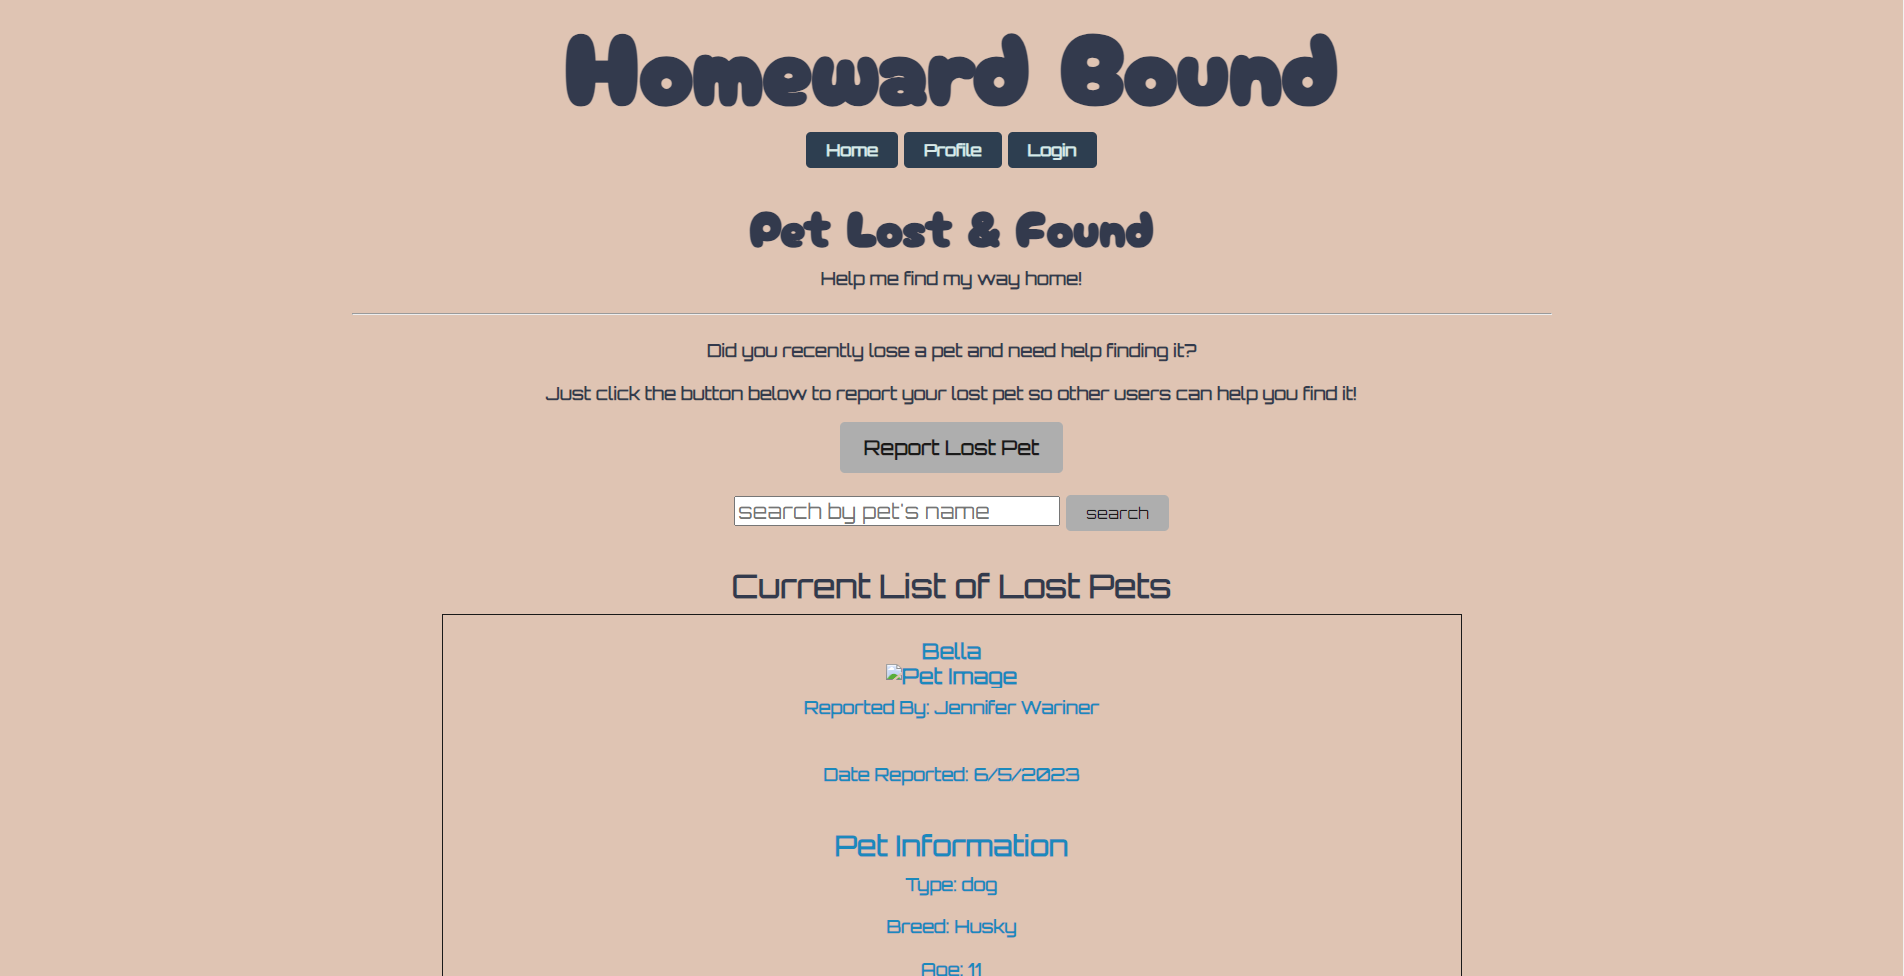 Homeward Bound
Home Profile Login
Pet Lost & Found
Help me find my way home!
Did you recently lose a pet and need help finding it?
Just click the button below to report your lost pet so other users can help you find it!
Report Lost Pet
search by pet's name search
Current List of Lost Pets
Bella
Pet Image
Reported By: Jennifer Wariner
Date Reported: 6/5/2023
Pet Information
Type: dog
Breed: Husky
Age: 11